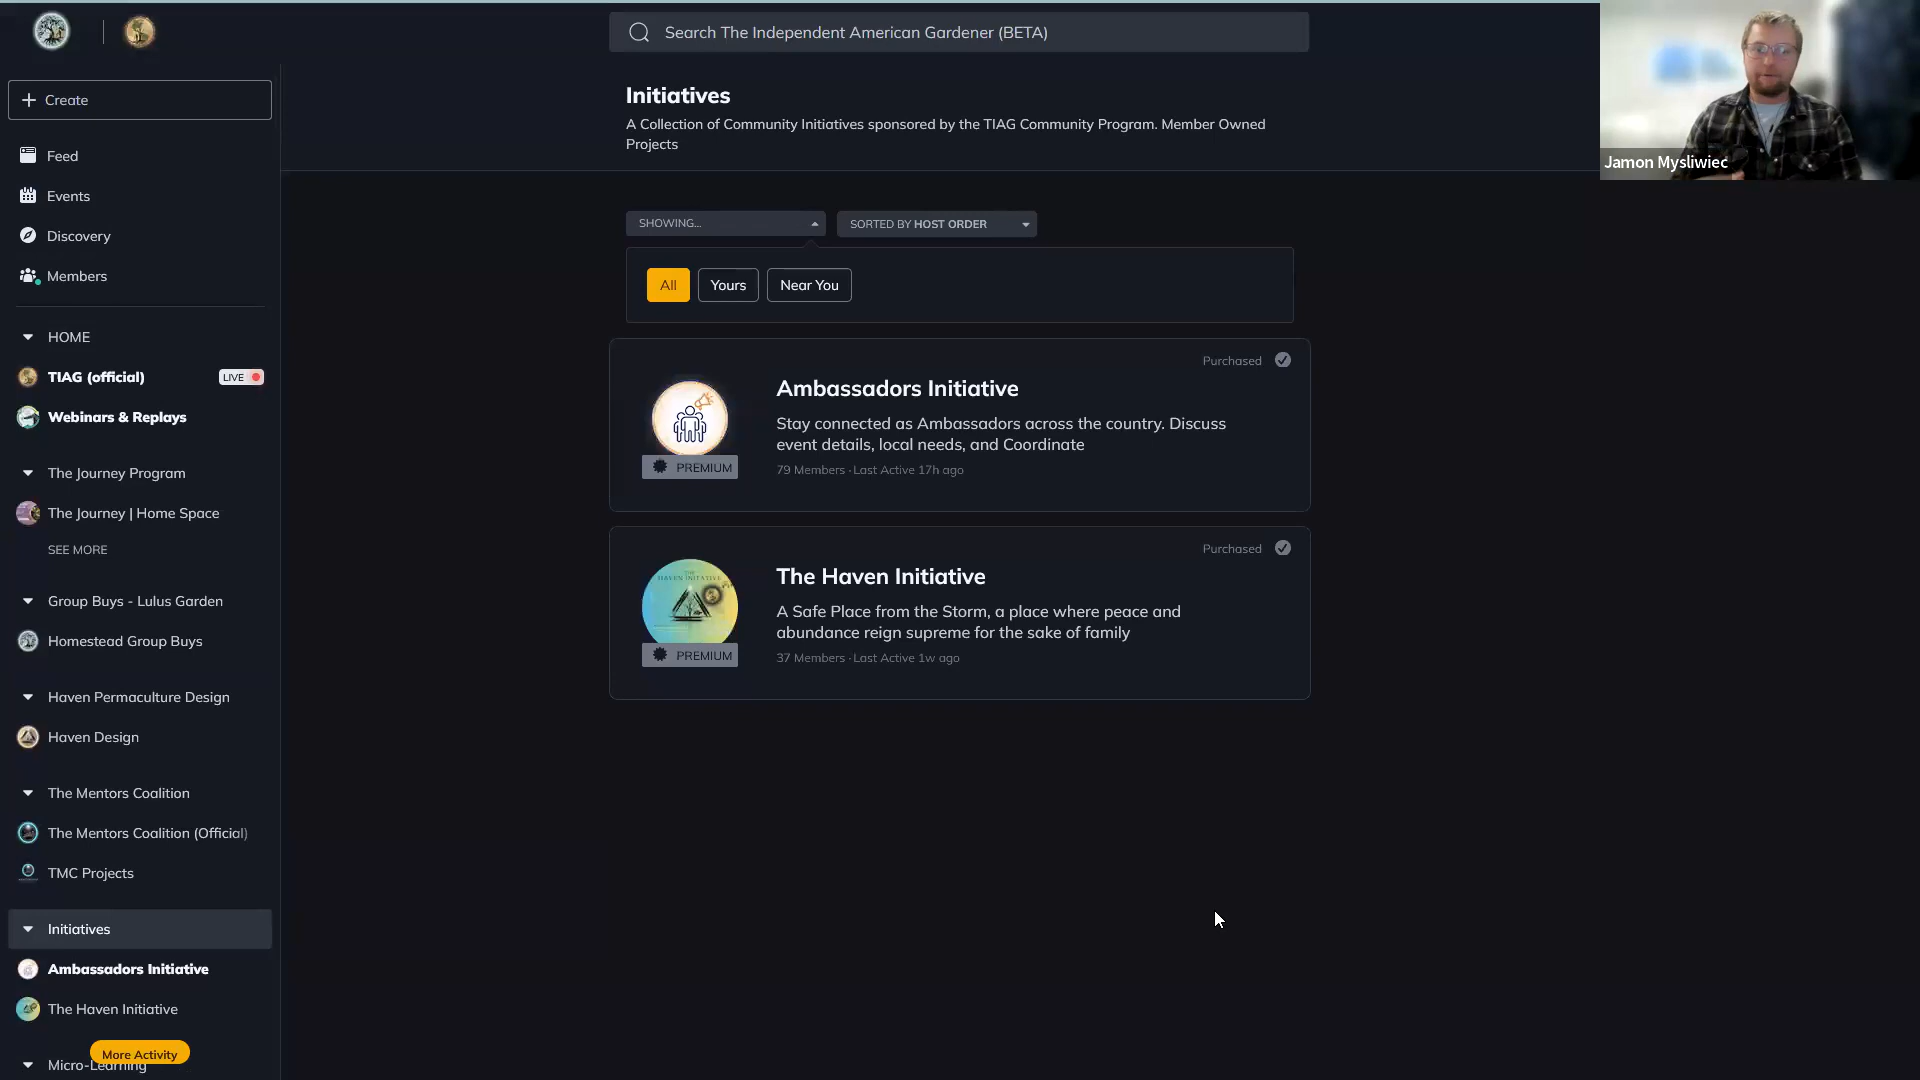 Search The Independent American Gardener (BETA)
Create
Feed
Events
Discovery
Members
HOME
TIAG (official)
LIVE
Webinars & Replays
The Journey Program
The Journey | Home Space
SEE MORE
Group Buys - Lulus Garden
Homestead Group Buys
Haven Permaculture Design
Haven Design
The Mentors Coalition
The Mentors Coalition (Official)
TMC Projects
Initiatives
Ambassadors Initiative
The Haven Initiative
More Activity
Micro-Learning
Initiatives
A Collection of Community Initiatives sponsored by the TIAG Community Program. Member Owned
Projects
SHOWING...
SORTED BY HOST ORDER
All
Yours
Near You
Purchased
Ambassadors Initiative
Stay connected as Ambassadors across the country. Discuss
event details, local needs, and Coordinate
79 Members · Last Active 17h ago
PREMIUM
Purchased
THE
HAVEN INITIATIVE
The Haven Initiative
A Safe Place from the Storm, a place where peace and
abundance reign supreme for the sake of family
37 Members · Last Active 1w ago
PREMIUM
Jamon Mysliwiec